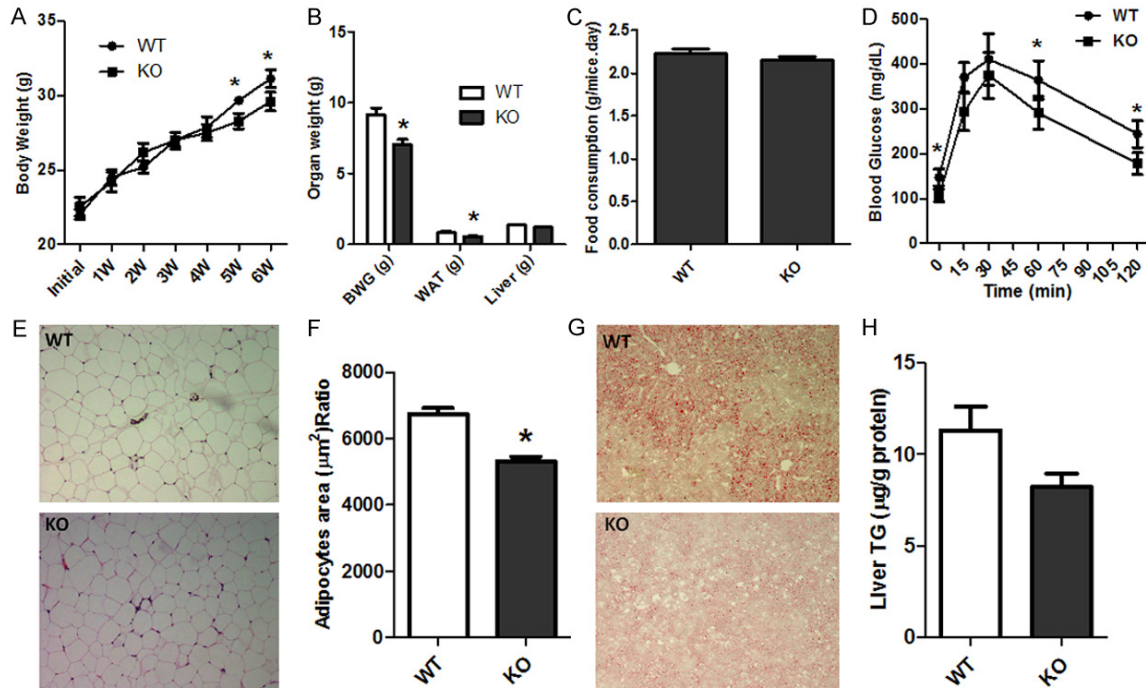 A
Body Weight (g)
35
30
25
20
WT
KO
*
*
Initial
1W
2W
3W
4W
5W
6W
B
Organ weight (g)
15
10
5
0
WT
KO
*
*
BWG (g)
WAT (g)
Liver (g)
C
Food consumption (g/mice.day)
2.5
2.0
1.5
1.0
0.5
0.0
WT
KO
D
Blood Glucose (mg/dL)
500
400
300
200
100
0
WT
KO
*
*
*
0
15
30
45
60
75
90
105
120
Time (min)
E
WT
KO
F
Adipocytes area (μm²)Ratio
8000
6000
4000
2000
0
*
WT
KO
G
WT
KO
H
Liver TG (μg/g protein)
15
10
5
0
WT
KO